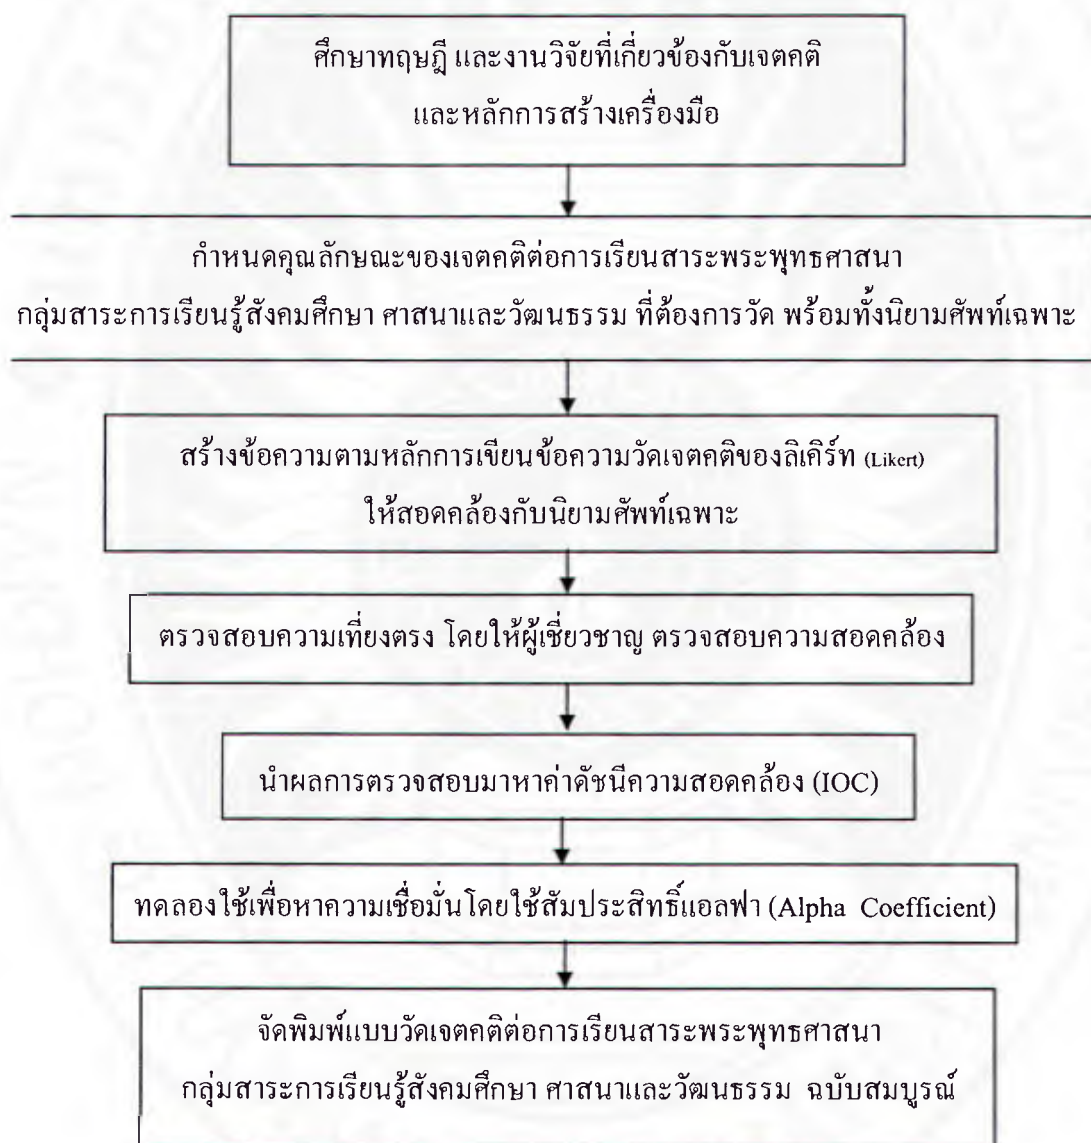 ศึกษาทฤษฎี และงานวิจัยที่เกี่ยวข้องกับเจตคติ
และหลักการสร้างเครื่องมือ
กำหนดคุณลักษณะของเจตคติต่อการเรียนสาระพระพุทธศาสนา
กลุ่มสาระการเรียนรู้สังคมศึกษา ศาสนาและวัฒนธรรม ที่ต้องการวัด พร้อมทั้งนิยามศัพท์เฉพาะ
สร้างข้อความตามหลักการเขียนข้อความวัดเจตคติของลิเคิร์ท (Likert)
ให้สอดคล้องกับนิยามศัพท์เฉพาะ
ตรวจสอบความเที่ยงตรง โดยให้ผู้เชี่ยวชาญ ตรวจสอบความสอดคล้อง
นำผลการตรวจสอบมาหาค่าดัชนีความสอดคล้อง (IOC)
ทดลองใช้เพื่อหาความเชื่อมั่นโดยใช้สัมประสิทธิ์แอลฟา (Alpha Coefficient)
จัดพิมพ์แบบวัดเจตคติต่อการเรียนสาระพระพุทธศาสนา
กลุ่มสาระการเรียนรู้สังคมศึกษา ศาสนาและวัฒนธรรม ฉบับสมบูรณ์